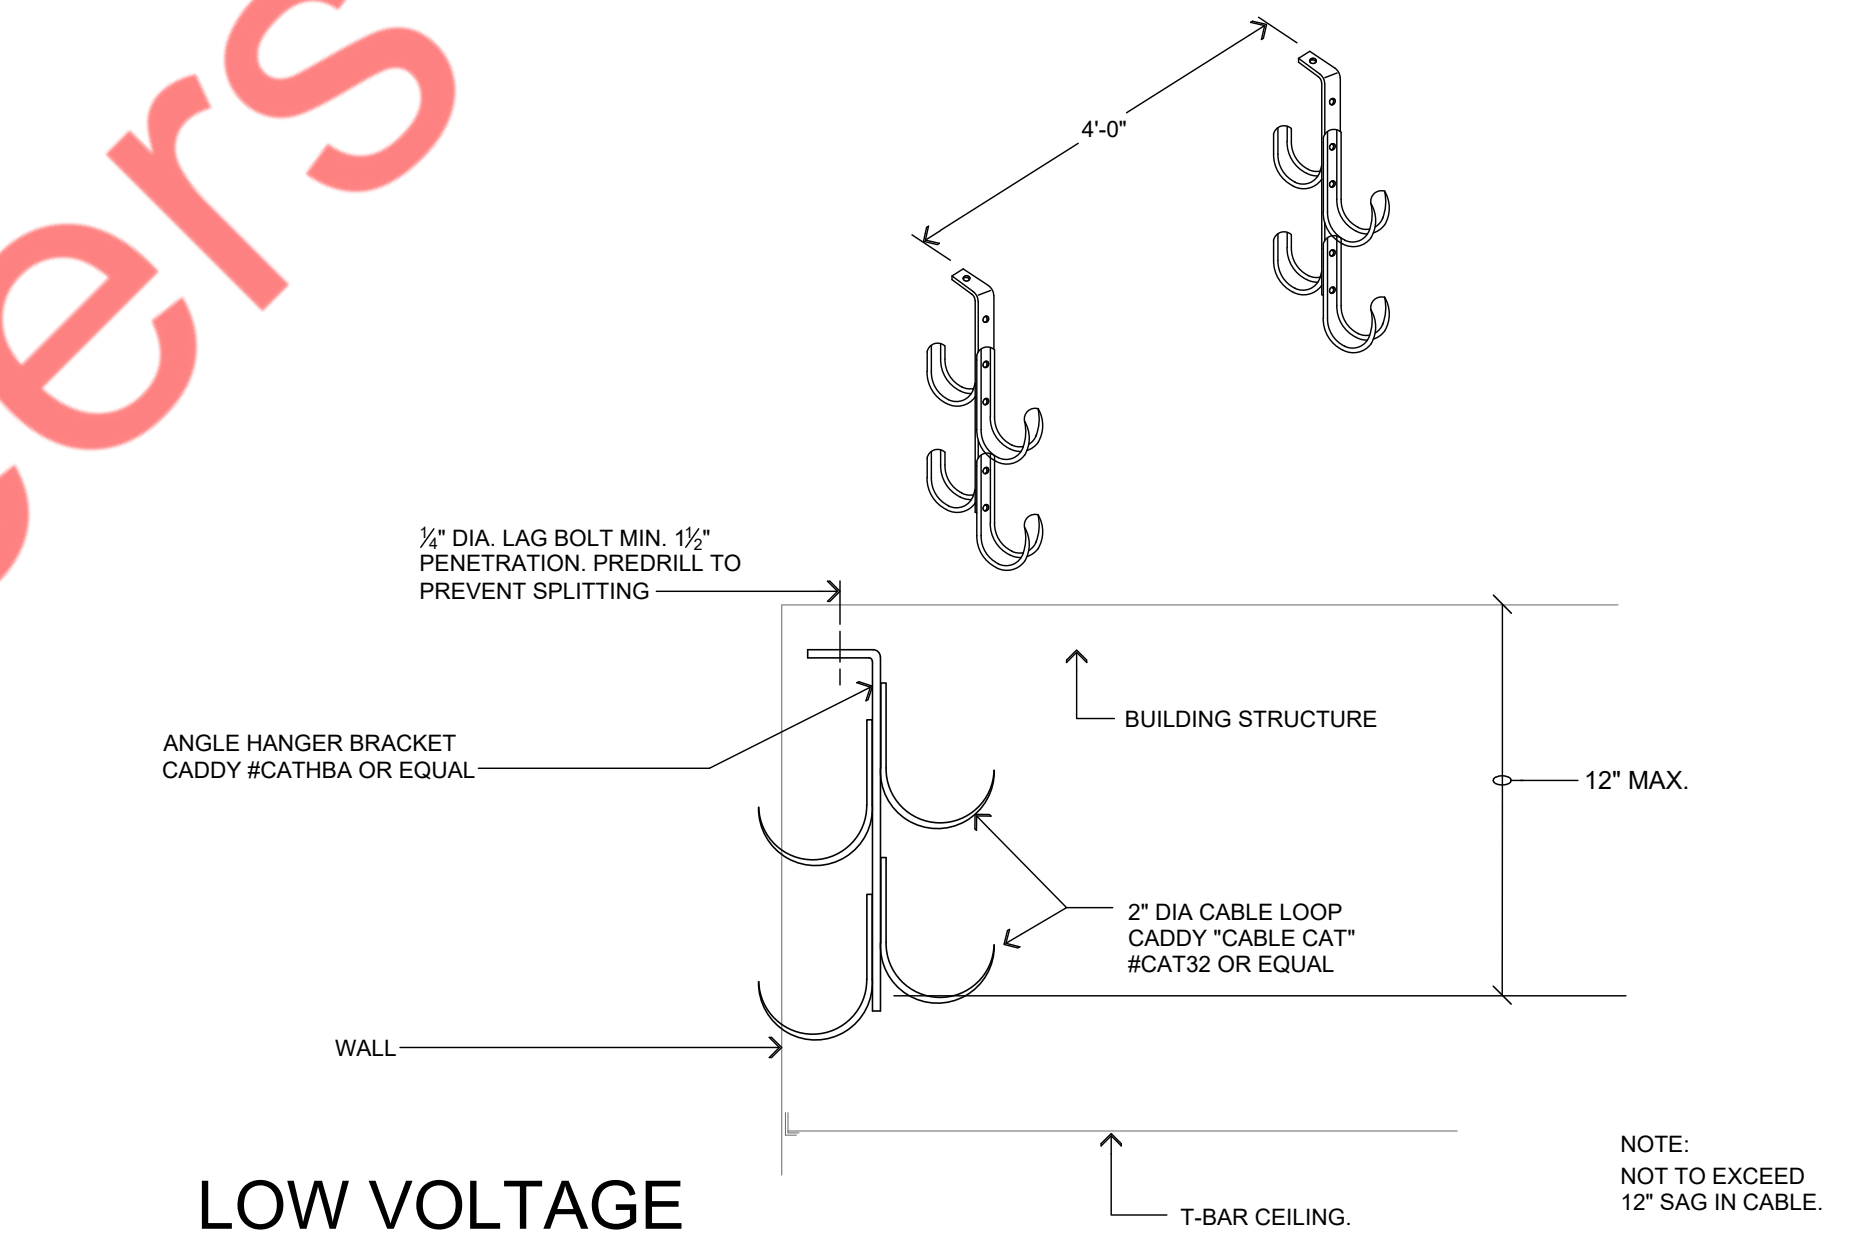 ers
4'-0"
¼" DIA. LAG BOLT MIN. 1½"
PENETRATION. PREDRILL TO
PREVENT SPLITTING
BUILDING STRUCTURE
ANGLE HANGER BRACKET
CADDY #CATHBA OR EQUAL
12" MAX.
2" DIA CABLE LOOP
CADDY "CABLE CAT"
#CAT32 OR EQUAL
WALL
NOTE:
NOT TO EXCEED
12" SAG IN CABLE.
LOW VOLTAGE
T-BAR CEILING.